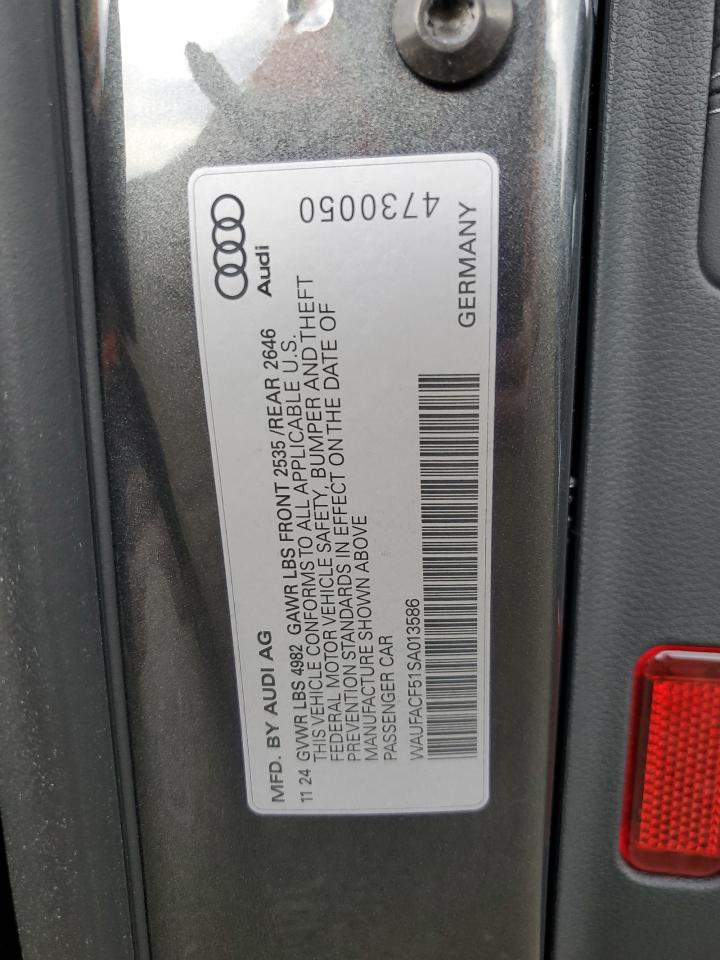 Audi
4730050
MFD. BY AUDI AG
11 24 GVWR LBS 4982 GAWR LBS FRONT 2535 /REAR 2646
THIS VEHICLE CONFORMS TO ALL APPLICABLE U.S.
FEDERAL MOTOR VEHICLE SAFETY, BUMPER AND THEFT
PREVENTION STANDARDS IN EFFECT ON THE DATE OF
MANUFACTURE SHOWN ABOVE
PASSENGER CAR
WAUFACF51SA013586
GERMANY